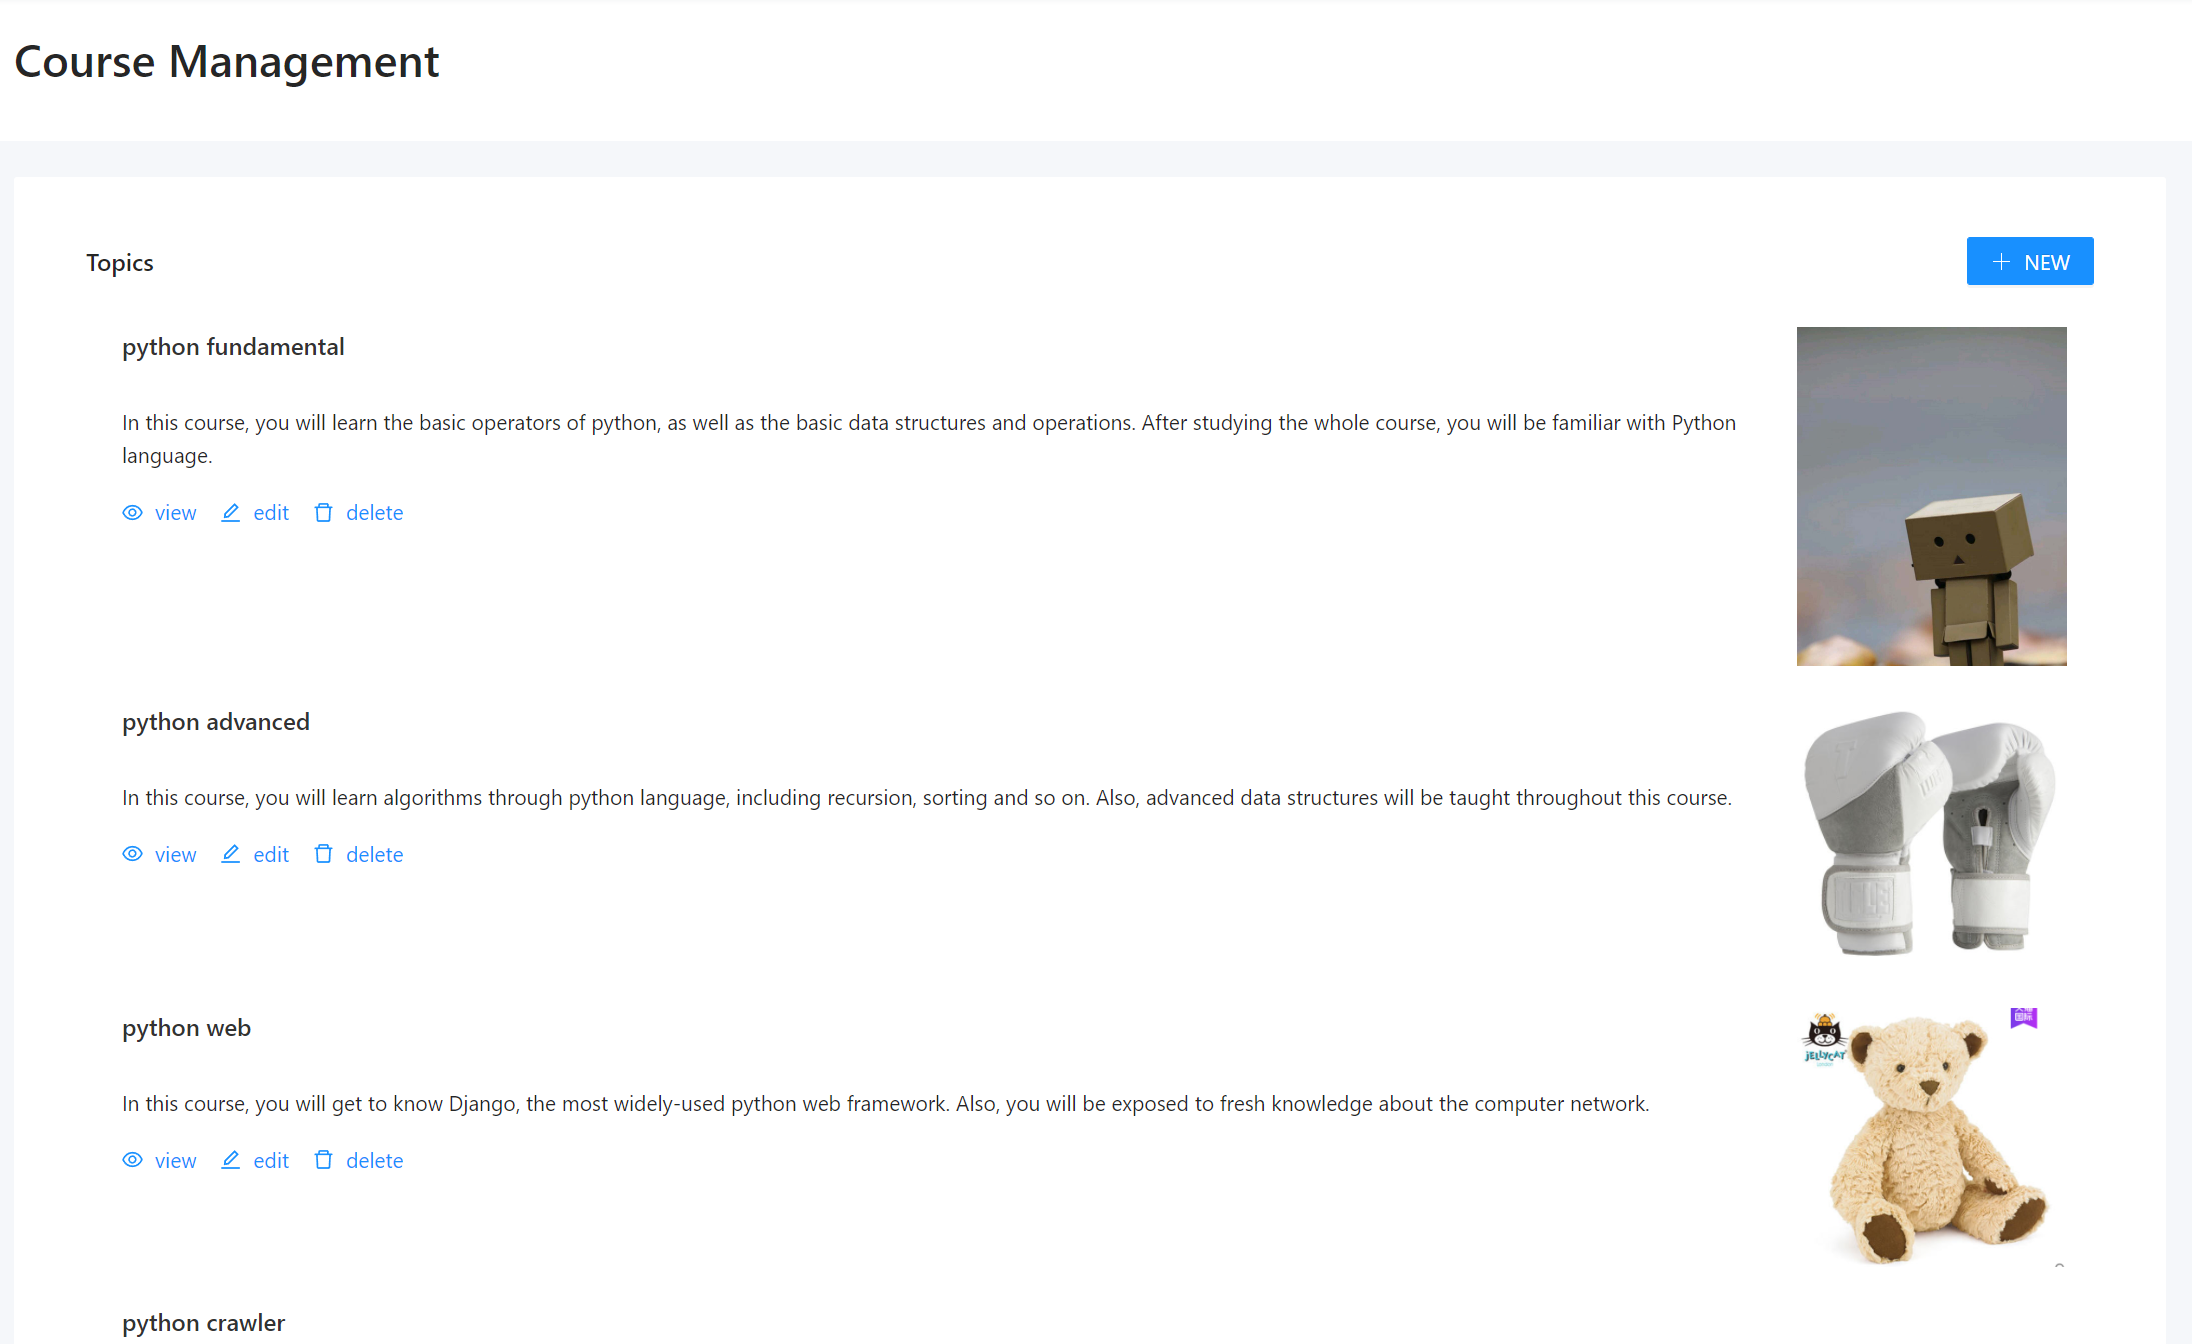 Course Management
Topics
NEW
python fundamental
In this course, you will learn the basic operators of python, as well as the basic data structures and operations. After studying the whole course, you will be familiar with Python
language.
view edit delete
python advanced
In this course, you will learn algorithms through python language, including recursion, sorting and so on. Also, advanced data structures will be taught throughout this course.
view edit delete
python web
JELLYCAT
国际
In this course, you will get to know Django, the most widely-used python web framework. Also, you will be exposed to fresh knowledge about the computer network.
view edit delete
python crawler